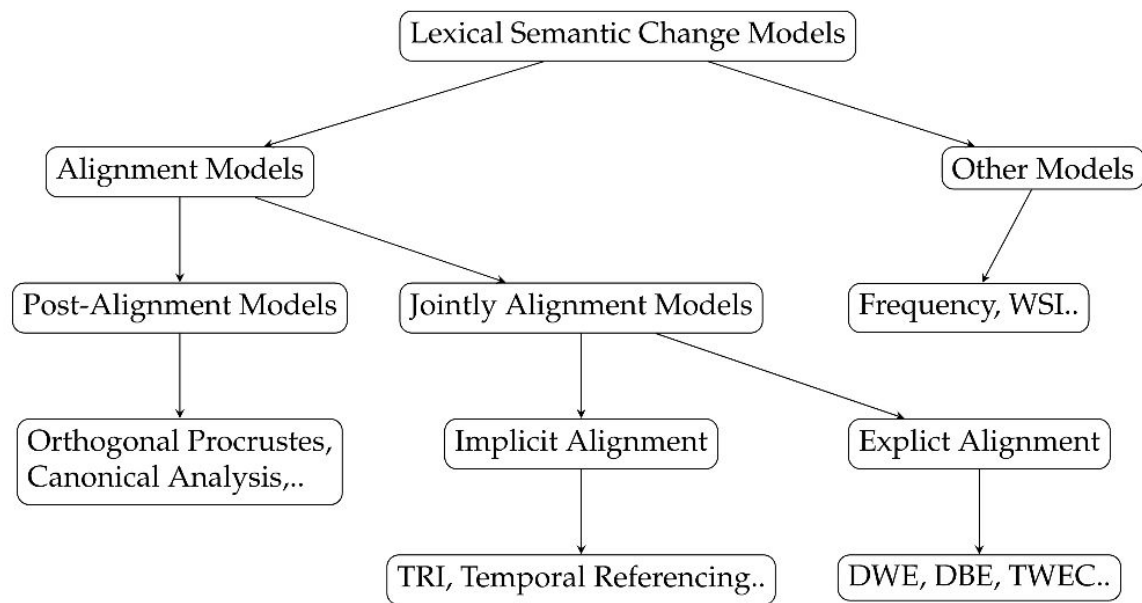 Lexical Semantic Change Models
Alignment Models
Other Models
Post-Alignment Models
Jointly Alignment Models
Frequency, WSI..
Orthogonal Procrustes,
Canonical Analysis,..
Implicit Alignment
Explict Alignment
TRI, Temporal Referencing..
DWE, DBE, TWEC..